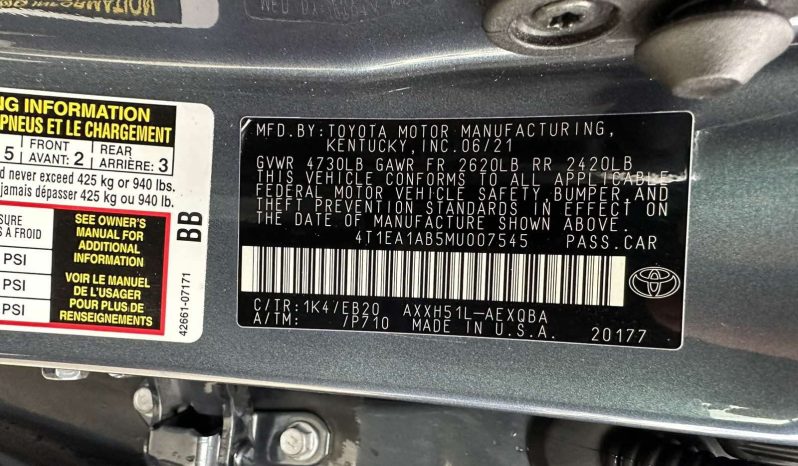 NG INFORMATION
PNEUS ET LE CHARGEMENT
5 FRONT AVANT: 2 REAR ARRIÈRE: 3
d never exceed 425 kg or 940 lbs.
jamais dépasser 425 kg ou 940 lb.
SURE
S A FROID
PSI
PSI
PSI
SEE OWNER'S
MANUAL FOR
ADDITIONAL
INFORMATION
VOIR LE MANUEL
DE L'USAGER
POUR PLUS DE
RENSEIGNEMENTS
BB
42661-07171
MFD.BY:TOYOTA MOTOR MANUFACTURING,
KENTUCKY, INC.06/21
GVWR 4730LB GAWR FR 2620LB RR 2420LB
THIS VEHICLE CONFORMS TO ALL APPLICABLE
FEDERAL MOTOR VEHICLE SAFETY, BUMPER, AND
THEFT PREVENTION STANDARDS IN EFFECT ON
THE DATE OF MANUFACTURE SHOWN ABOVE.
4T1EA1AB5MU007545 PASS.CAR
C/TR:1K4/EB20 AXXH51L-AEXQBA
A/TM: /P710 MADE IN U.S.A. 20177